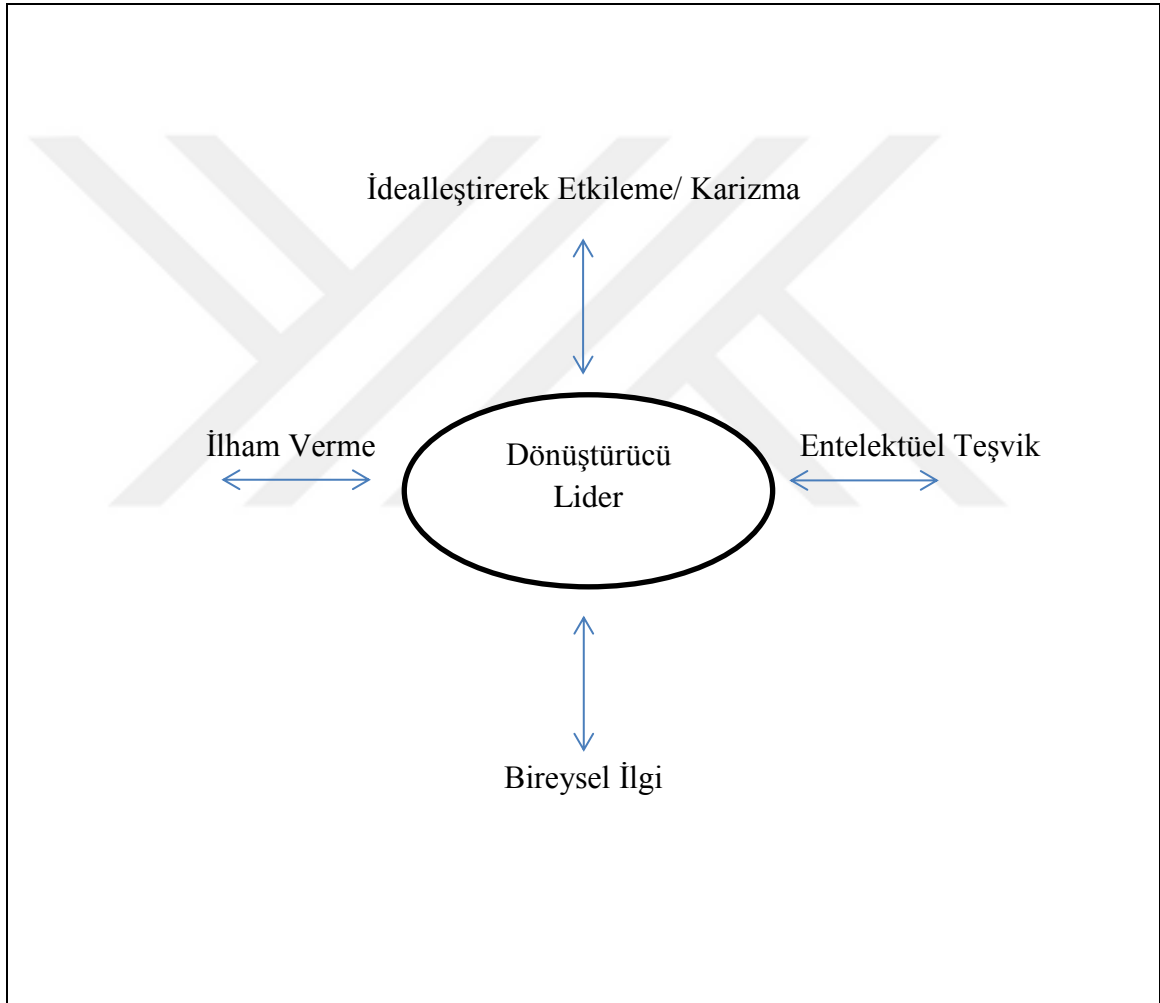 İdealleştirerek Etkileme/ Karizma
İlham Verme
Dönüştürücü
Lider
Entelektüel Teşvik
Bireysel İlgi